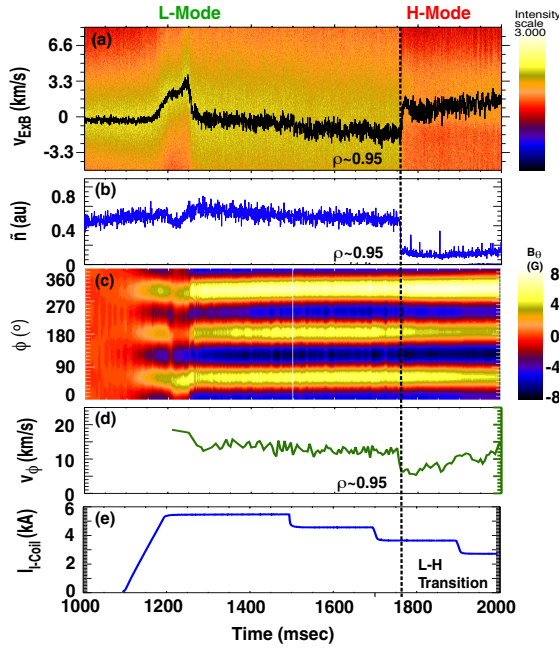 L-Mode H-Mode
Intensity
scale
3.000
(a)
v_ExB (km/s)
6.6
3.3
0
-3.3
ρ~0.95
(b)
ñ (au)
0.8
0.4
0
ρ~0.95
(c)
ϕ (°)
360
270
180
90
0
B_θ
(G)
8
4
0
-4
-8
(d)
v_ϕ (km/s)
20
10
0
ρ~0.95
(e)
I_I-Coil (kA)
6
4
2
0
L-H
Transition
1000 1200 1400 1600 1800 2000
Time (msec)